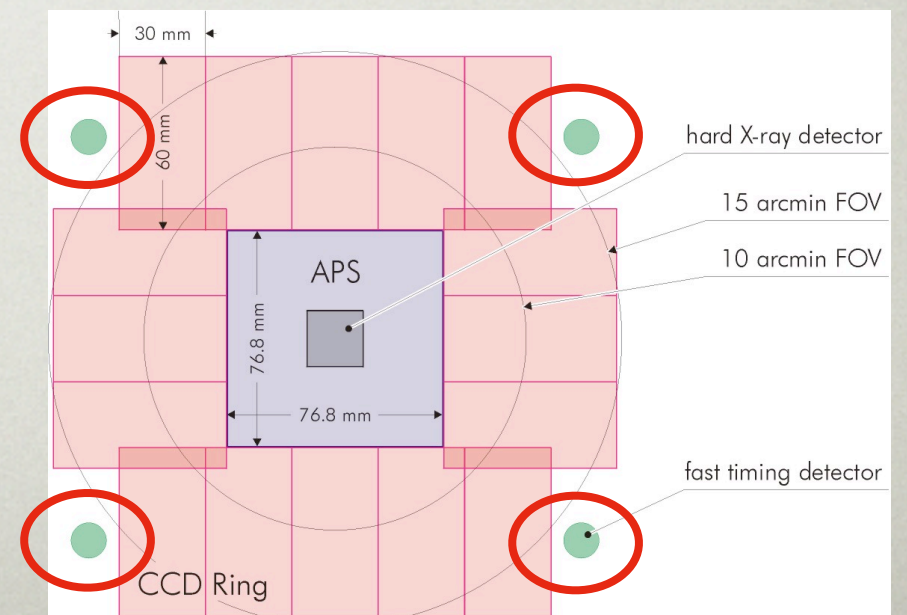 30 mm
60 mm
hard X-ray detector
15 arcmin FOV
10 arcmin FOV
APS
76.8 mm
76.8 mm
fast timing detector
CCD Ring